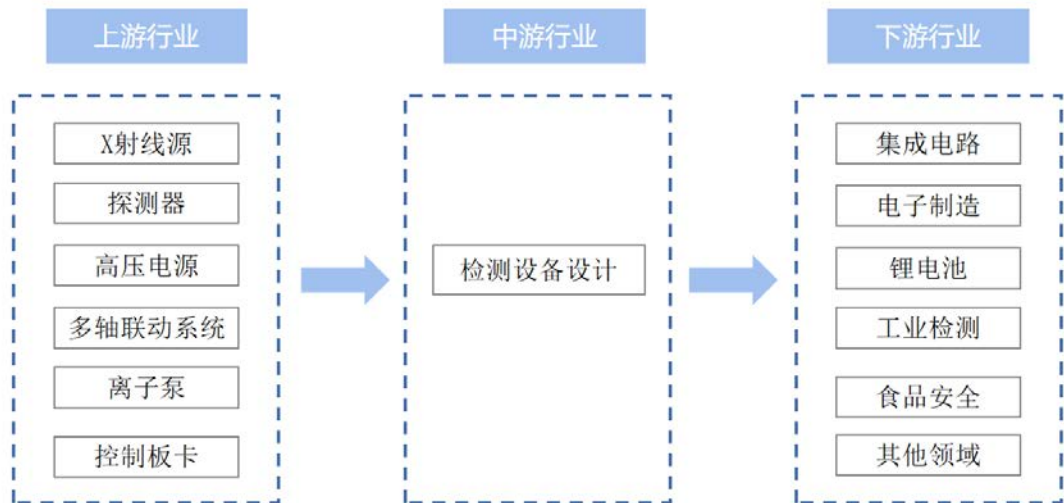 上游行业
中游行业
下游行业
X射线源
探测器
高压电源
多轴联动系统
离子泵
控制板卡
检测设备设计
集成电路
电子制造
锂电池
工业检测
食品安全
其他领域